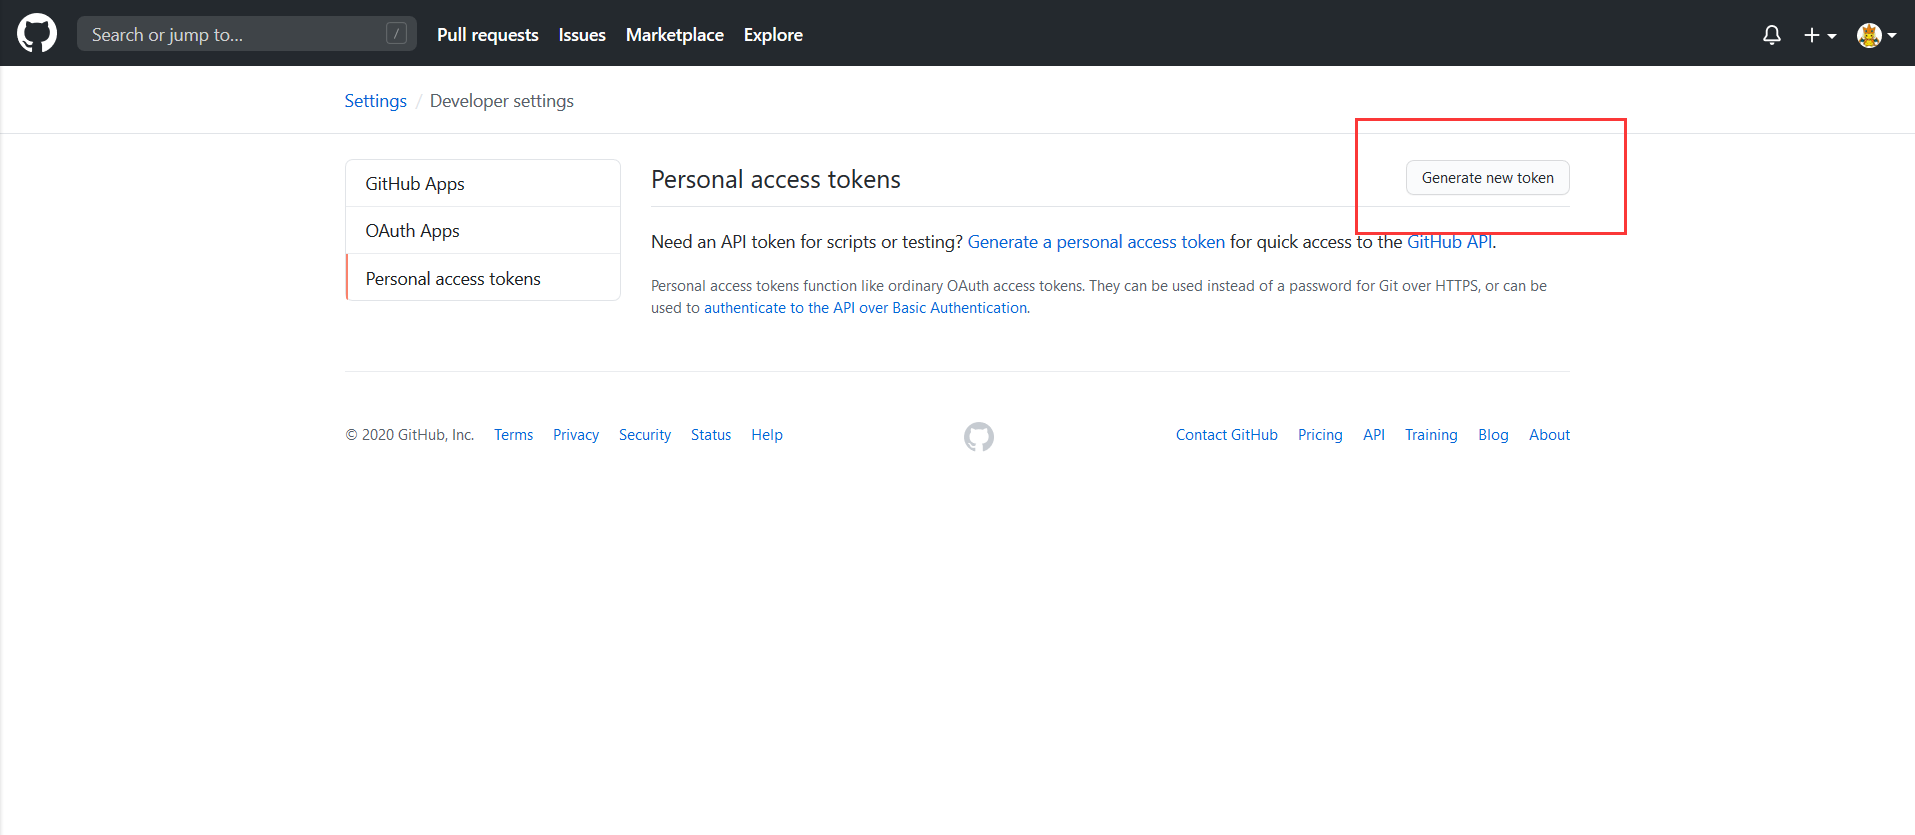 Search or jump to... /
Pull requests Issues Marketplace Explore
Settings / Developer settings
GitHub Apps
OAuth Apps
Personal access tokens
Personal access tokens
Generate new token
Need an API token for scripts or testing? Generate a personal access token for quick access to the GitHub API.
Personal access tokens function like ordinary OAuth access tokens. They can be used instead of a password for Git over HTTPS, or can be
used to authenticate to the API over Basic Authentication.
© 2020 GitHub, Inc. Terms Privacy Security Status Help
Contact GitHub Pricing API Training Blog About